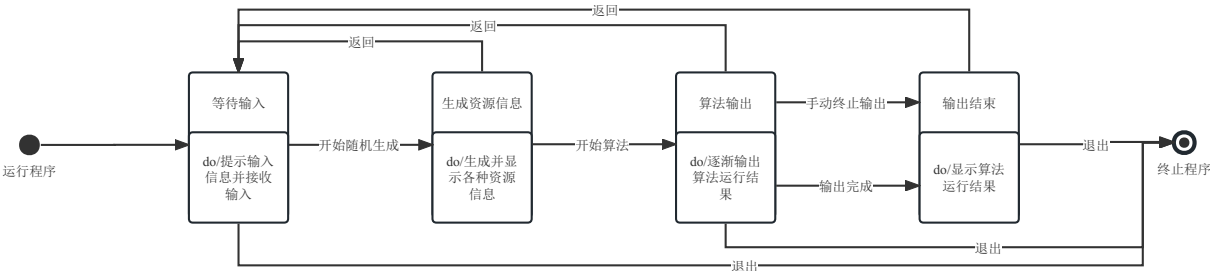 返回
返回
返回
等待输入
生成资源信息
算法输出
手动终止输出
输出结束
开始随机生成
开始算法
退出
运行程序
do/提示输入
信息并接收
输入
do/生成并显
示各种资源
信息
do/逐渐输出
算法运行结
果
输出完成
do/显示算法
运行结果
终止程序
退出
退出